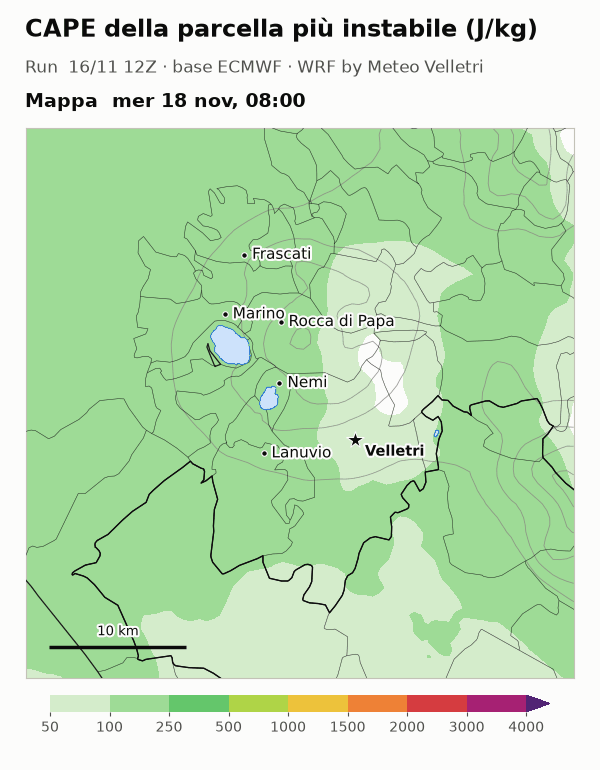 CAPE della parcella più instabile (J/kg)
Run  16/11 12Z · base ECMWF · WRF by Meteo Velletri
Mappa  mer 18 nov, 08:00
Frascati
Marino
Rocca di Papa
Nemi
Velletri
Lanuvio
10 km
50 100 250 500 1000 1500 2000 3000 4000